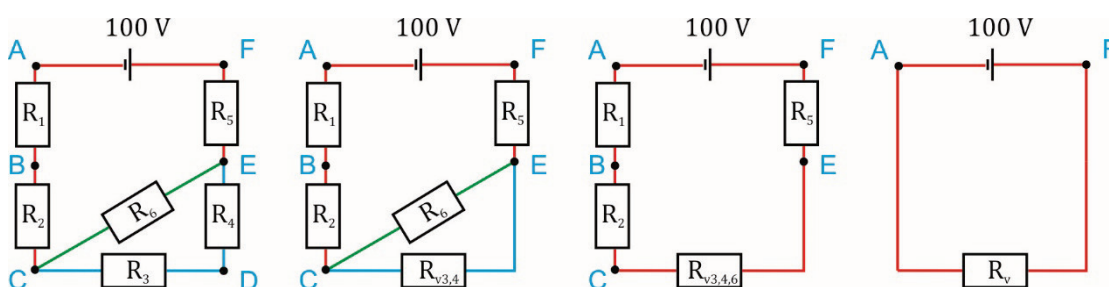 100 V 100 V 100 V 100 V
A F A F A F A F
R₁ R₅ R₁ R₅ R₁ R₅
B E B E B E
R₂ R₆ R₄ R₂ R₆ R₂
C R₃ D C Rᵥ₃,₄ C Rᵥ₃,₄,₆ Rᵥ